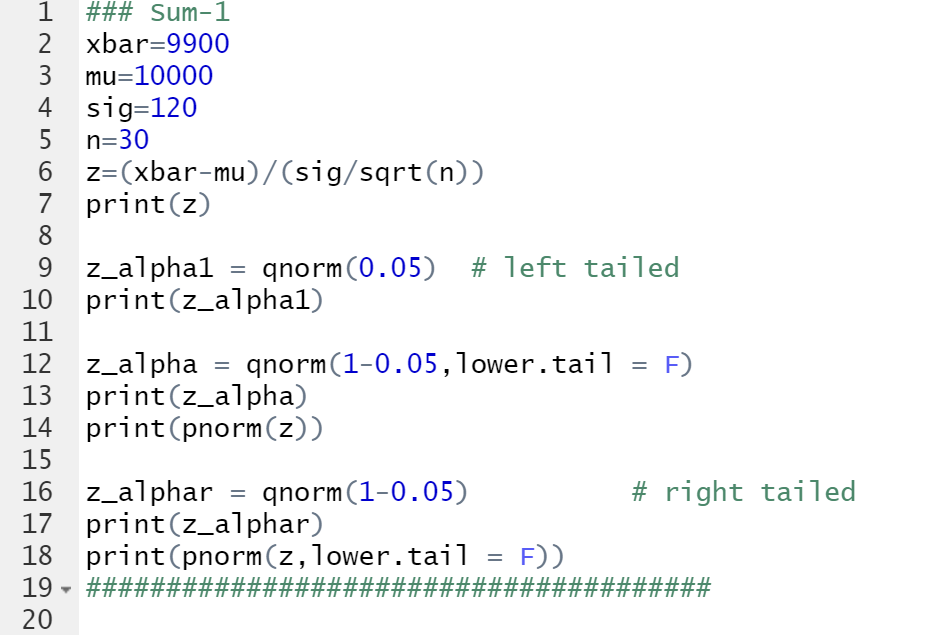 1 ### Sum-1
2 xbar=9900
3 mu=10000
4 sig=120
5 n=30
6 z=(xbar-mu)/(sig/sqrt(n))
7 print(z)
8
9 z_alpha1 = qnorm(0.05)  # left tailed
10 print(z_alpha1)
11
12 z_alpha = qnorm(1-0.05,lower.tail = F)
13 print(z_alpha)
14 print(pnorm(z))
15
16 z_alphar = qnorm(1-0.05)          # right tailed
17 print(z_alphar)
18 print(pnorm(z,lower.tail = F))
19 #######################################
20